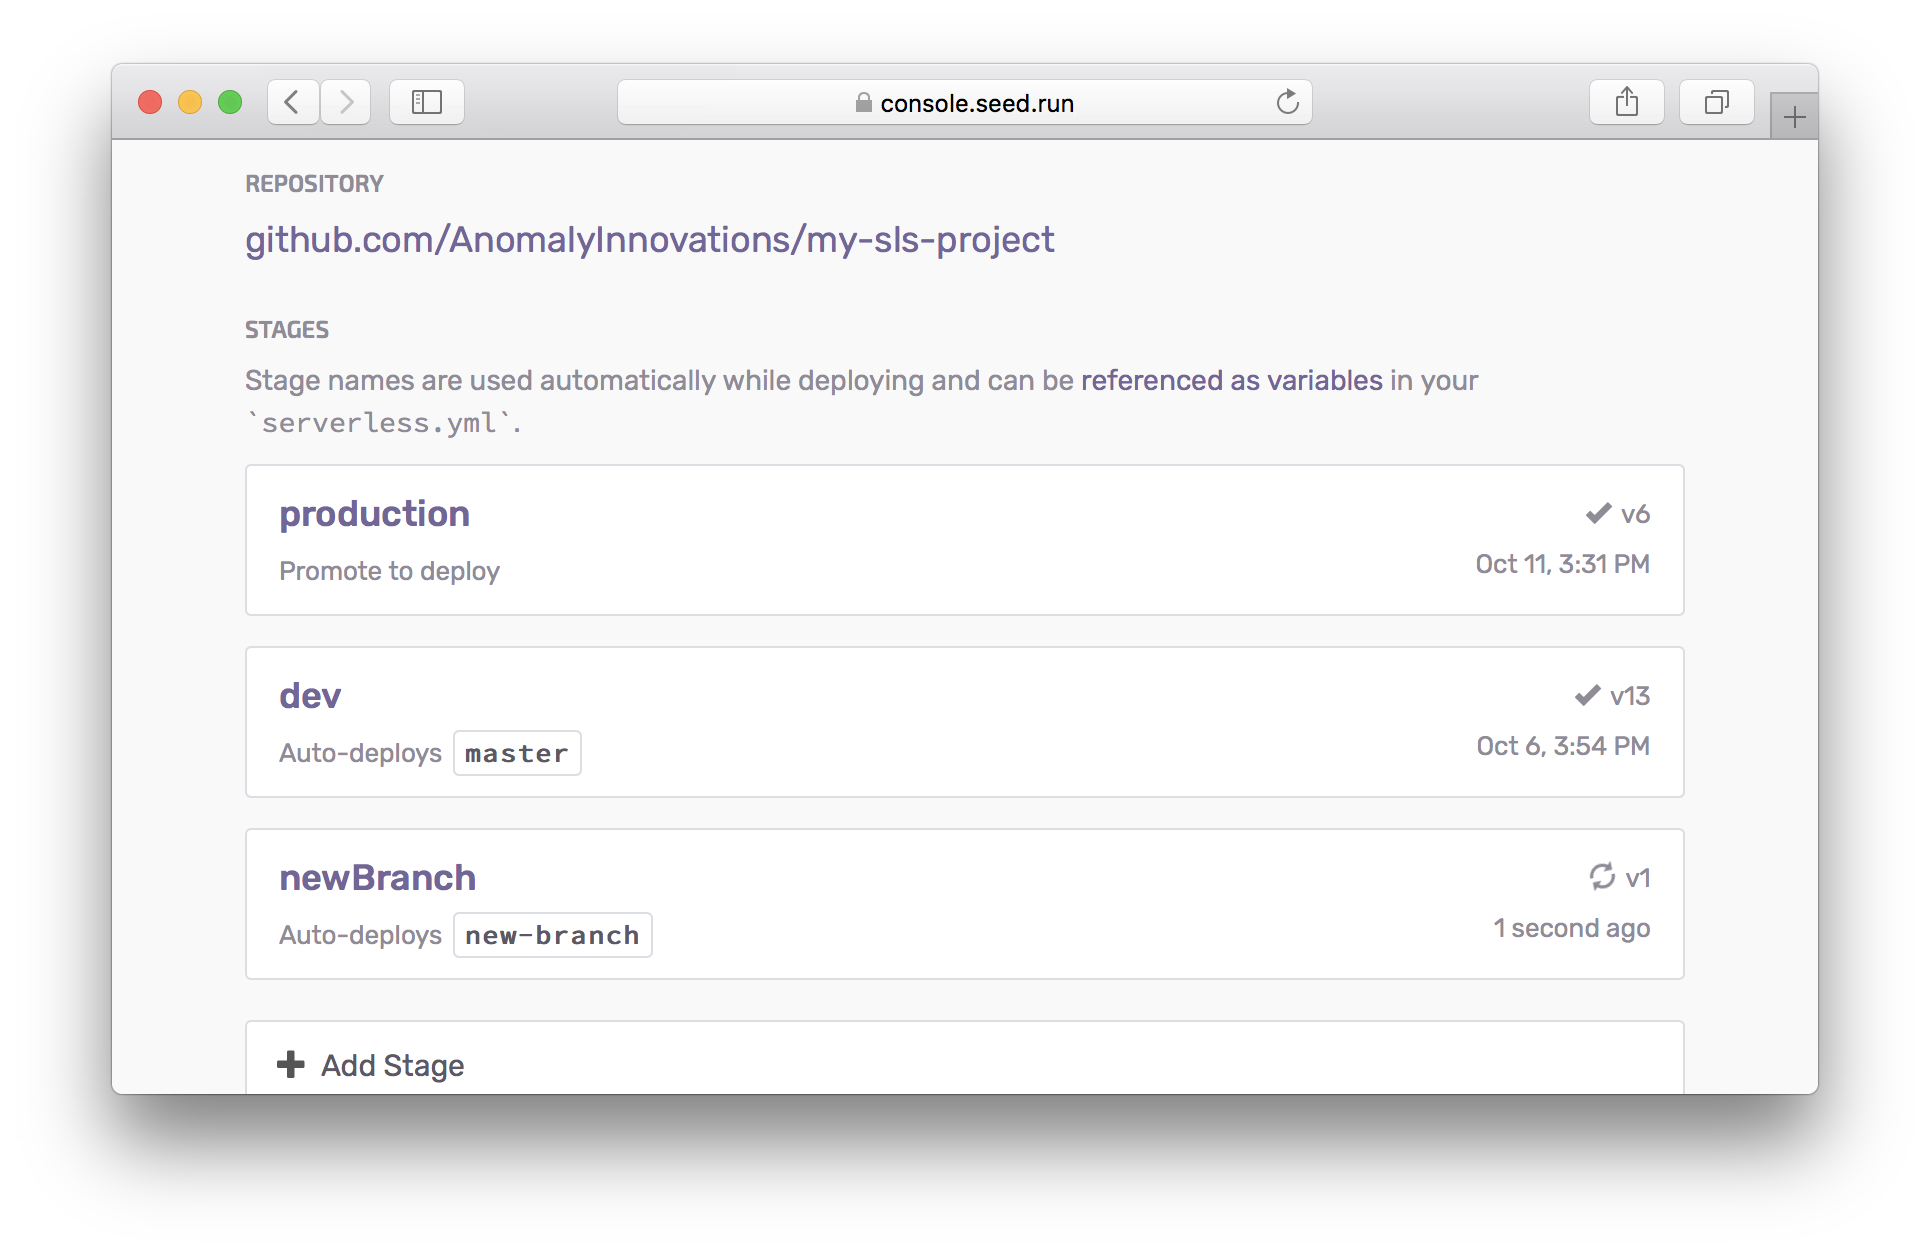 console.seed.run
REPOSITORY
github.com/AnomalyInnovations/my-sls-project
STAGES
Stage names are used automatically while deploying and can be referenced as variables in your
`serverless.yml`.
production
v6
Promote to deploy
Oct 11, 3:31 PM
dev
v13
Auto-deploys master
Oct 6, 3:54 PM
newBranch
v1
Auto-deploys new-branch
1 second ago
Add Stage